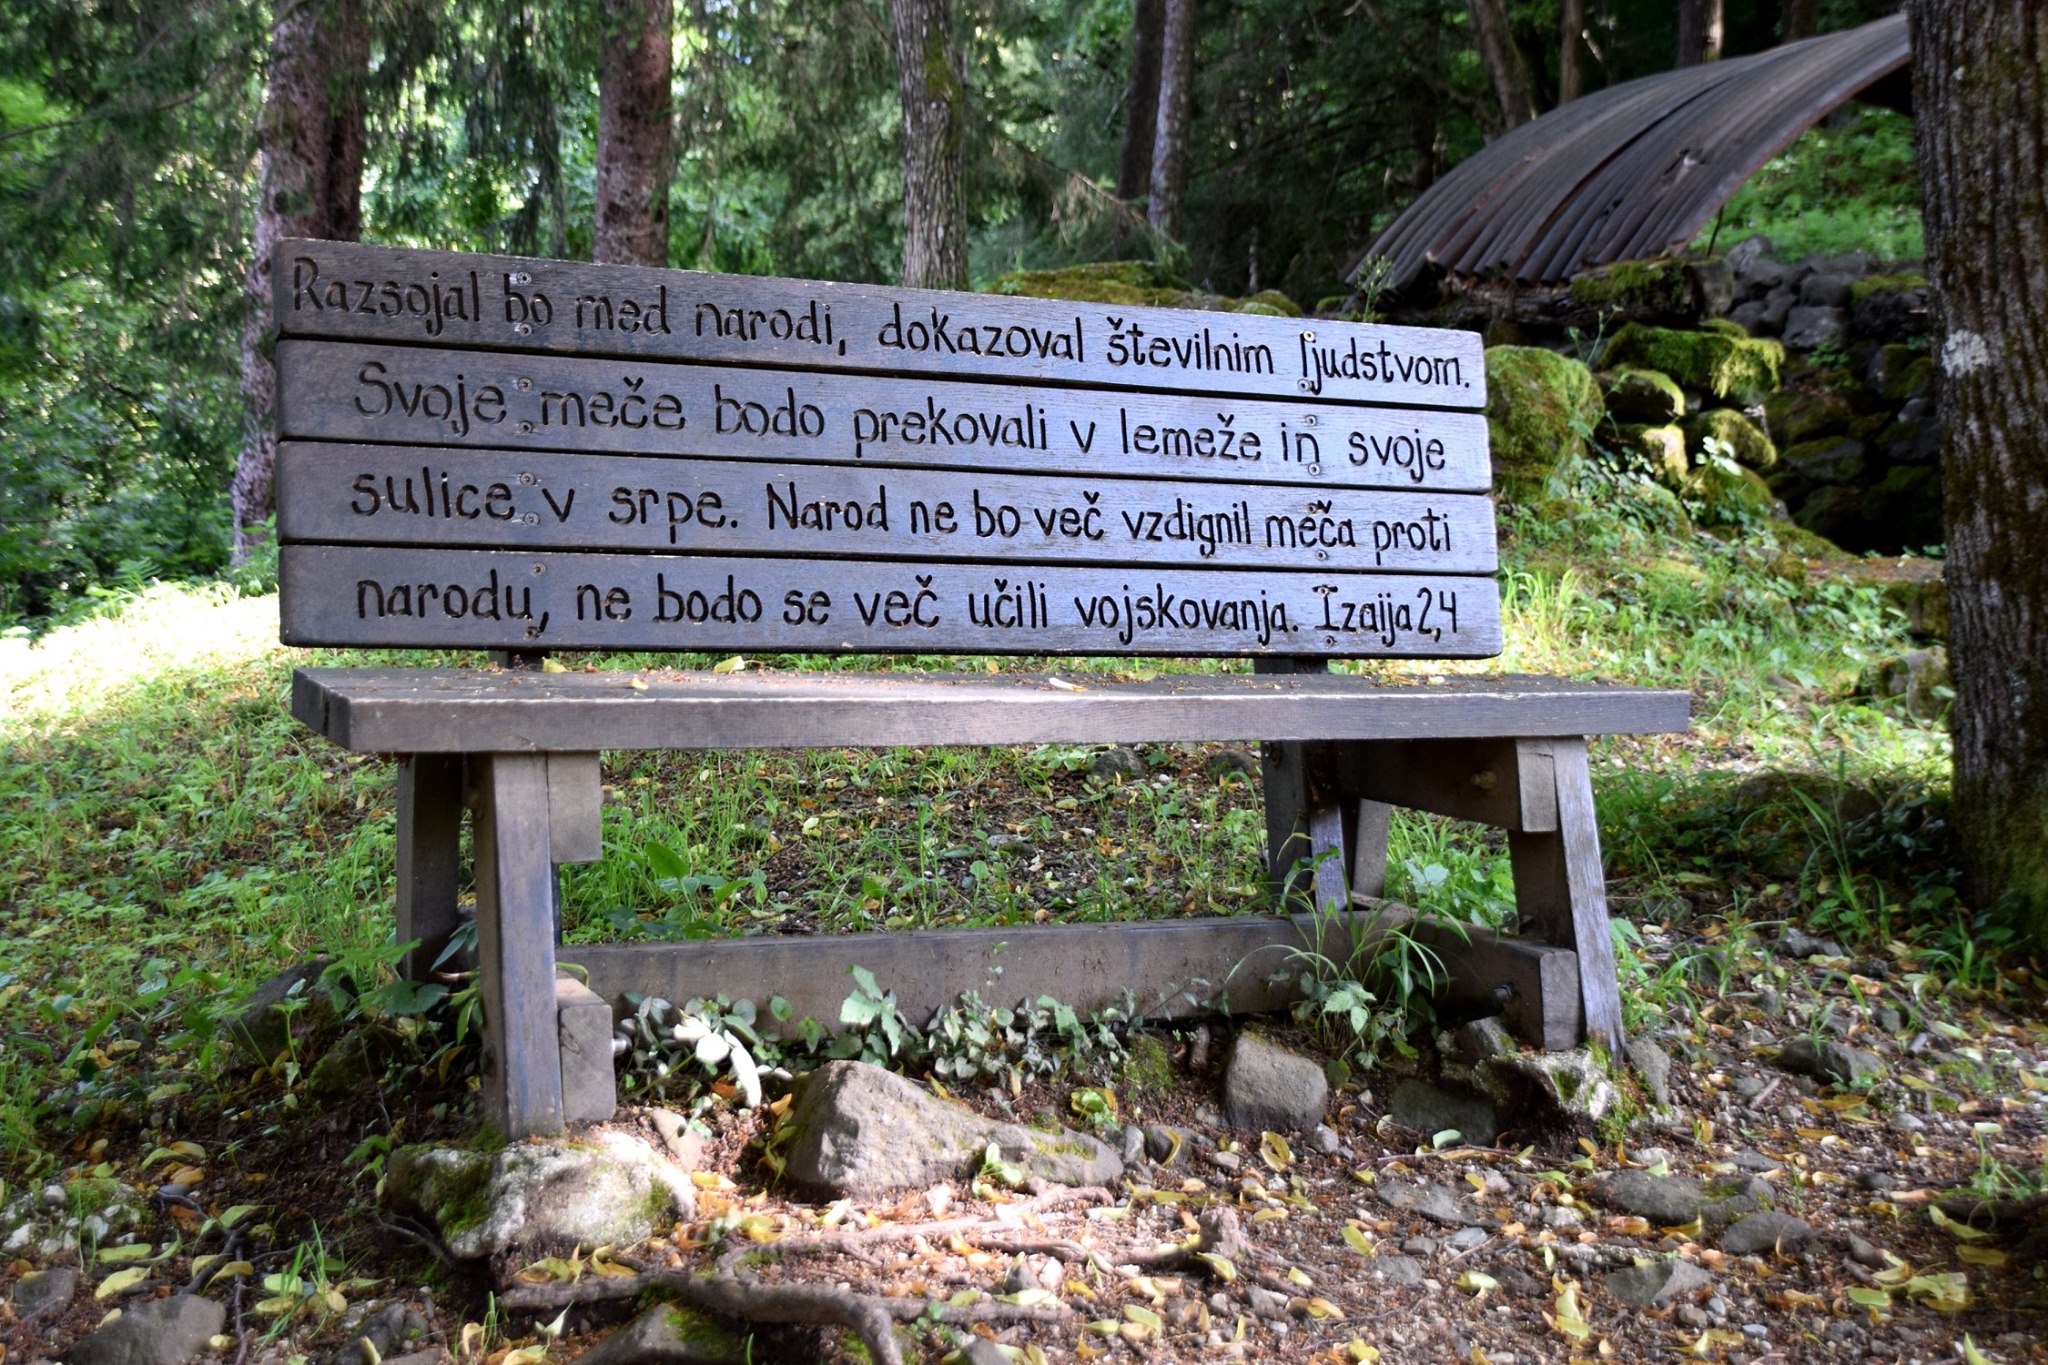 Razsojal bo med narodi, dokazoval številnim ljudstvom.
Svoje meče bodo prekovali v lemeže in svoje
sulice v srpe. Narod ne bo več vzdignil meča proti
narodu, ne bodo se več učili vojskovanja. Izaija 2,4